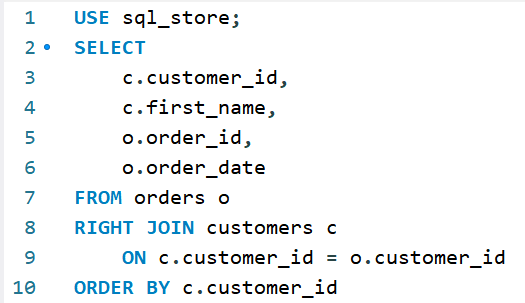 1 USE sql_store;
2 SELECT
3 c.customer_id,
4 c.first_name,
5 o.order_id,
6 o.order_date
7 FROM orders o
8 RIGHT JOIN customers c
9 ON c.customer_id = o.customer_id
10 ORDER BY c.customer_id